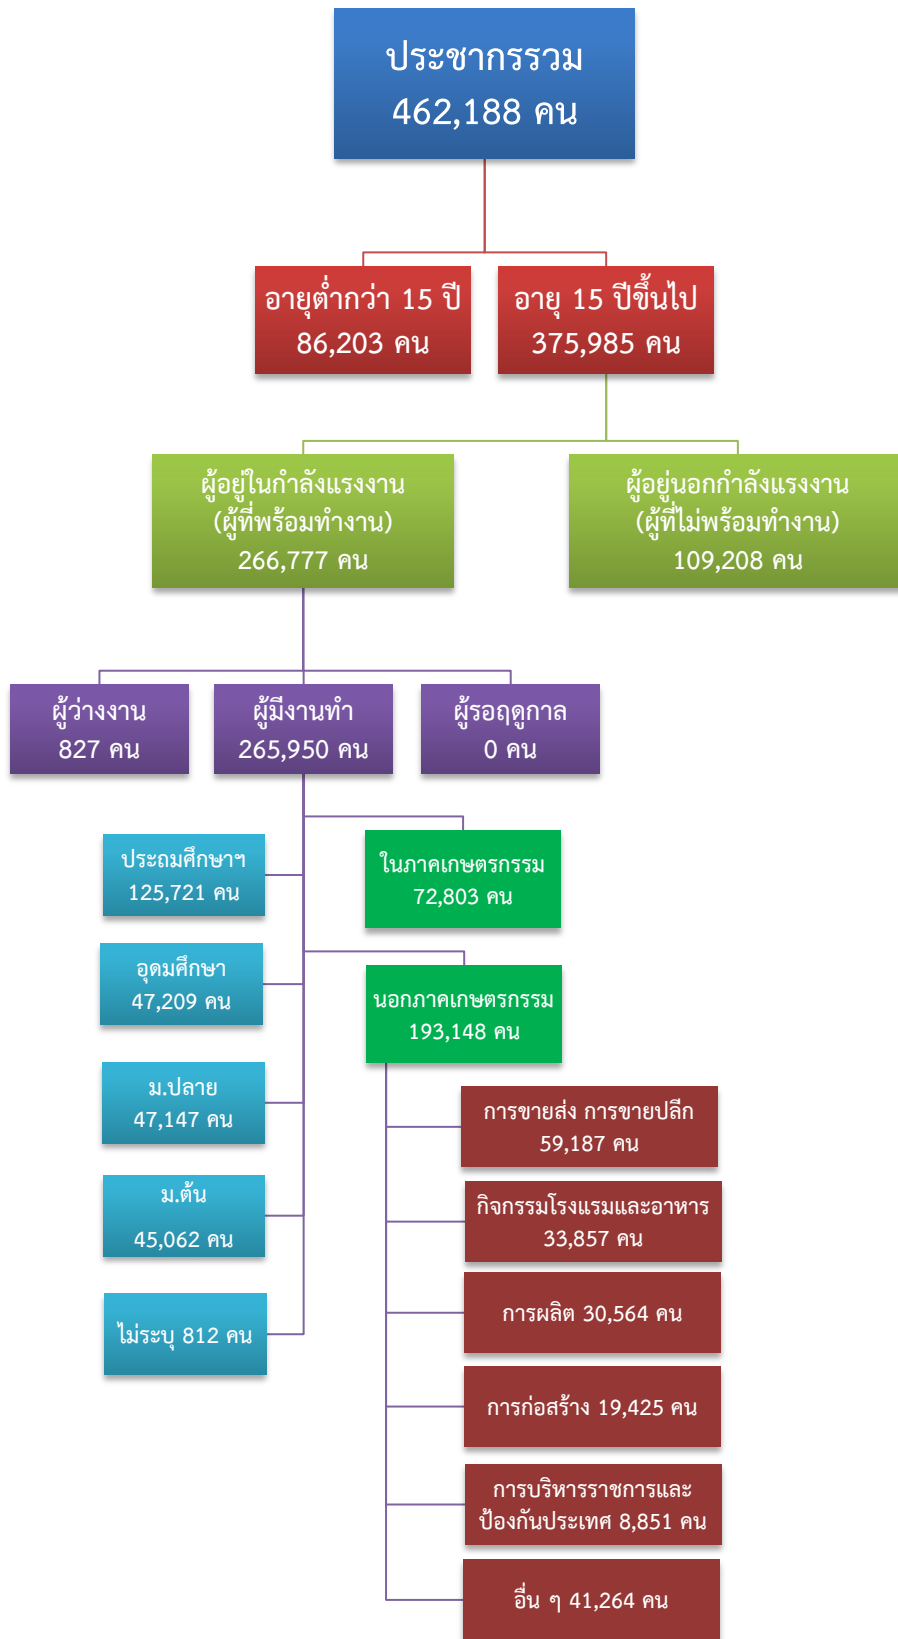 ประชากรรวม
462,188 คน
อายุต่ำกว่า 15 ปี
86,203 คน
อายุ 15 ปีขึ้นไป
375,985 คน
ผู้อยู่ในกำลังแรงงาน
(ผู้ที่พร้อมทำงาน)
266,777 คน
ผู้อยู่นอกกำลังแรงงาน
(ผู้ที่ไม่พร้อมทำงาน)
109,208 คน
ผู้ว่างงาน
827 คน
ผู้มีงานทำ
265,950 คน
ผู้รอฤดูกาล
0 คน
ประถมศึกษาฯ
125,721 คน
อุดมศึกษา
47,209 คน
ม.ปลาย
47,147 คน
ม.ต้น
45,062 คน
ไม่ระบุ 812 คน
ในภาคเกษตรกรรม
72,803 คน
นอกภาคเกษตรกรรม
193,148 คน
การขายส่ง การขายปลีก
59,187 คน
กิจกรรมโรงแรมและอาหาร
33,857 คน
การผลิต 30,564 คน
การก่อสร้าง 19,425 คน
การบริหารราชการและ
ป้องกันประเทศ 8,851 คน
อื่น ๆ 41,264 คน